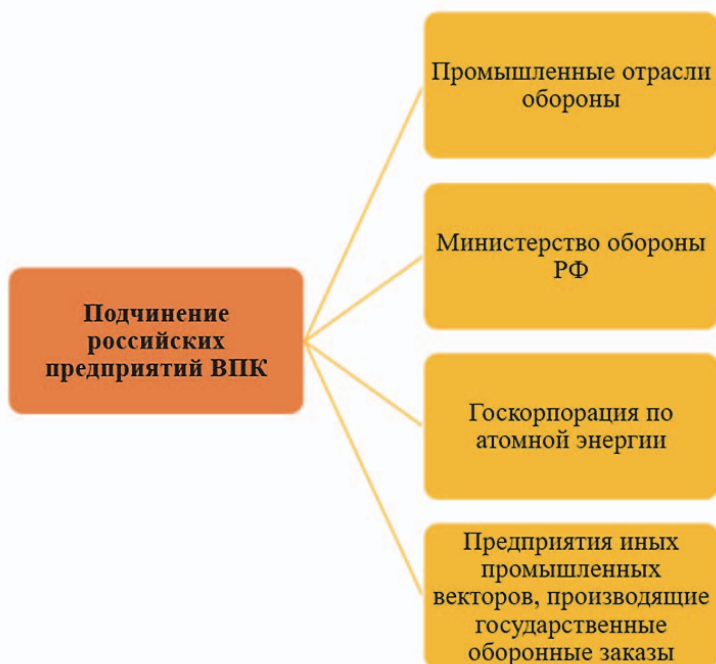 Промышленные отрасли
обороны
Министерство обороны
РФ
Подчинение
российских
предприятий ВПК
Госкорпорация по
атомной энергии
Предприятия иных
промышленных
векторов, производящие
государственные
оборонные заказы